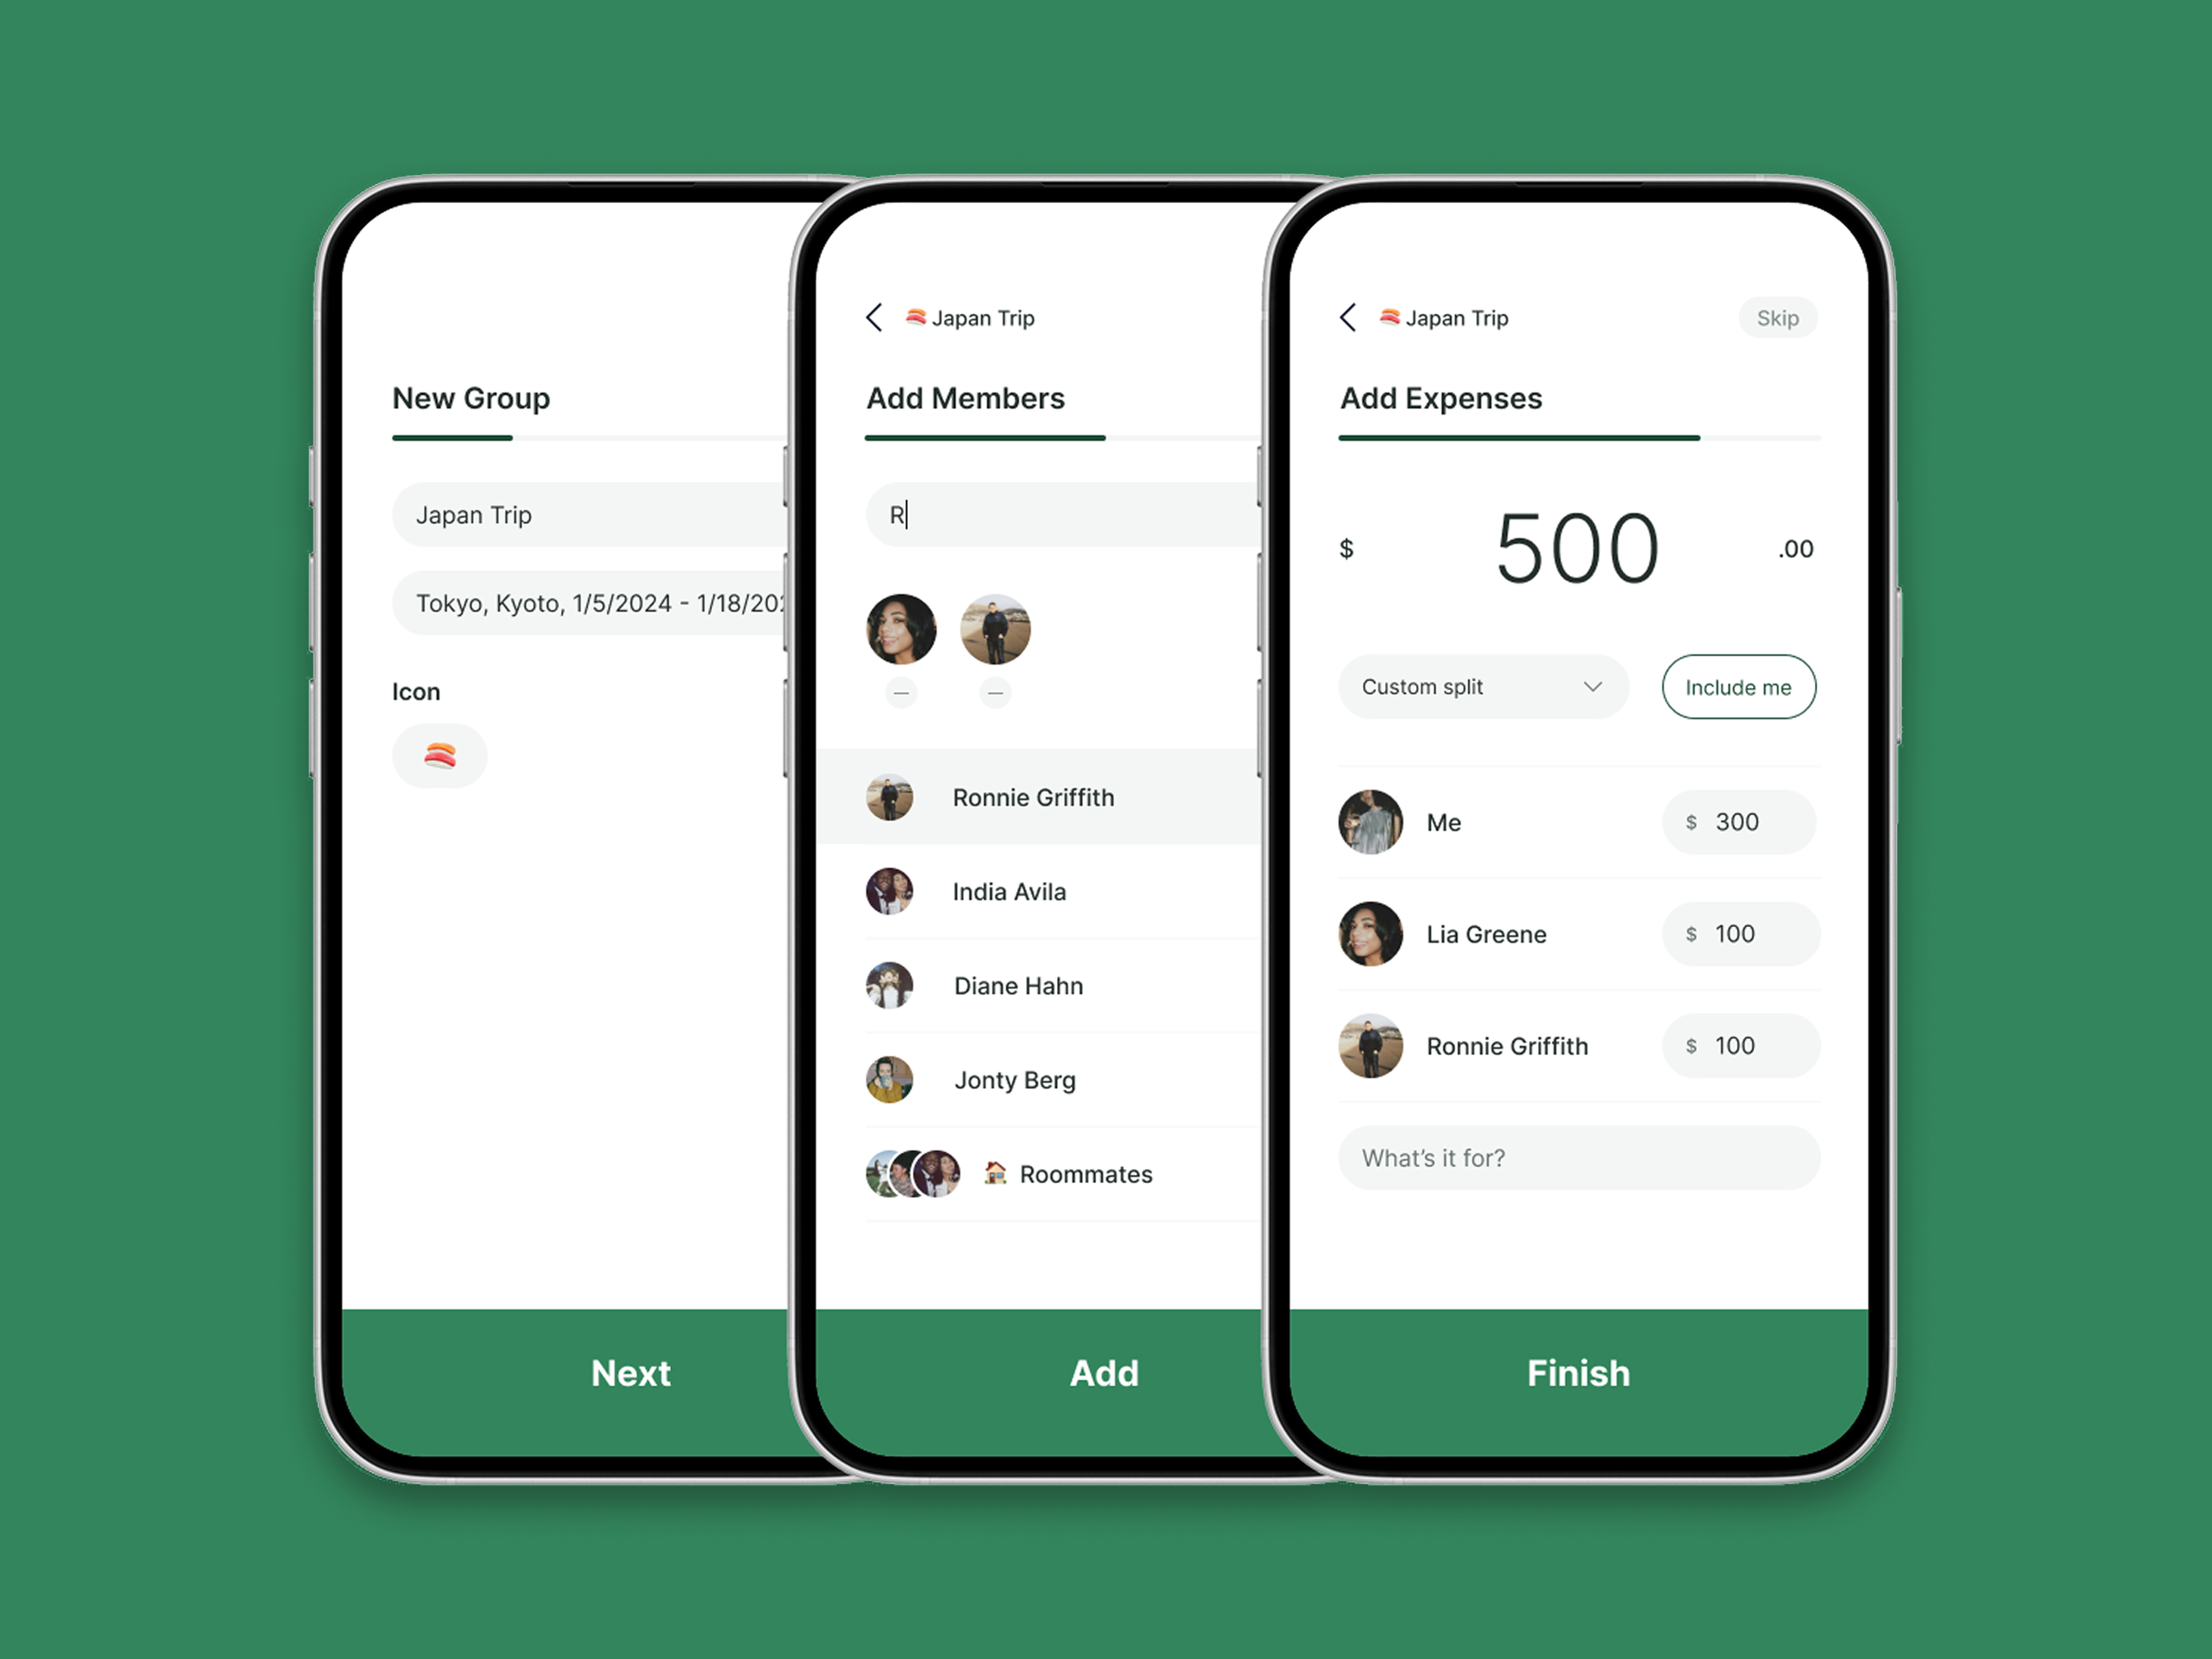 New Group
Japan Trip
Tokyo, Kyoto, 1/5/2024 - 1/18/202
Icon
Next
Japan Trip
Add Members
R
Ronnie Griffith
India Avila
Diane Hahn
Jonty Berg
Roommates
Add
Japan Trip
Skip
Add Expenses
$ 500 .00
Custom split
Include me
Me $ 300
Lia Greene $ 100
Ronnie Griffith $ 100
What’s it for?
Finish